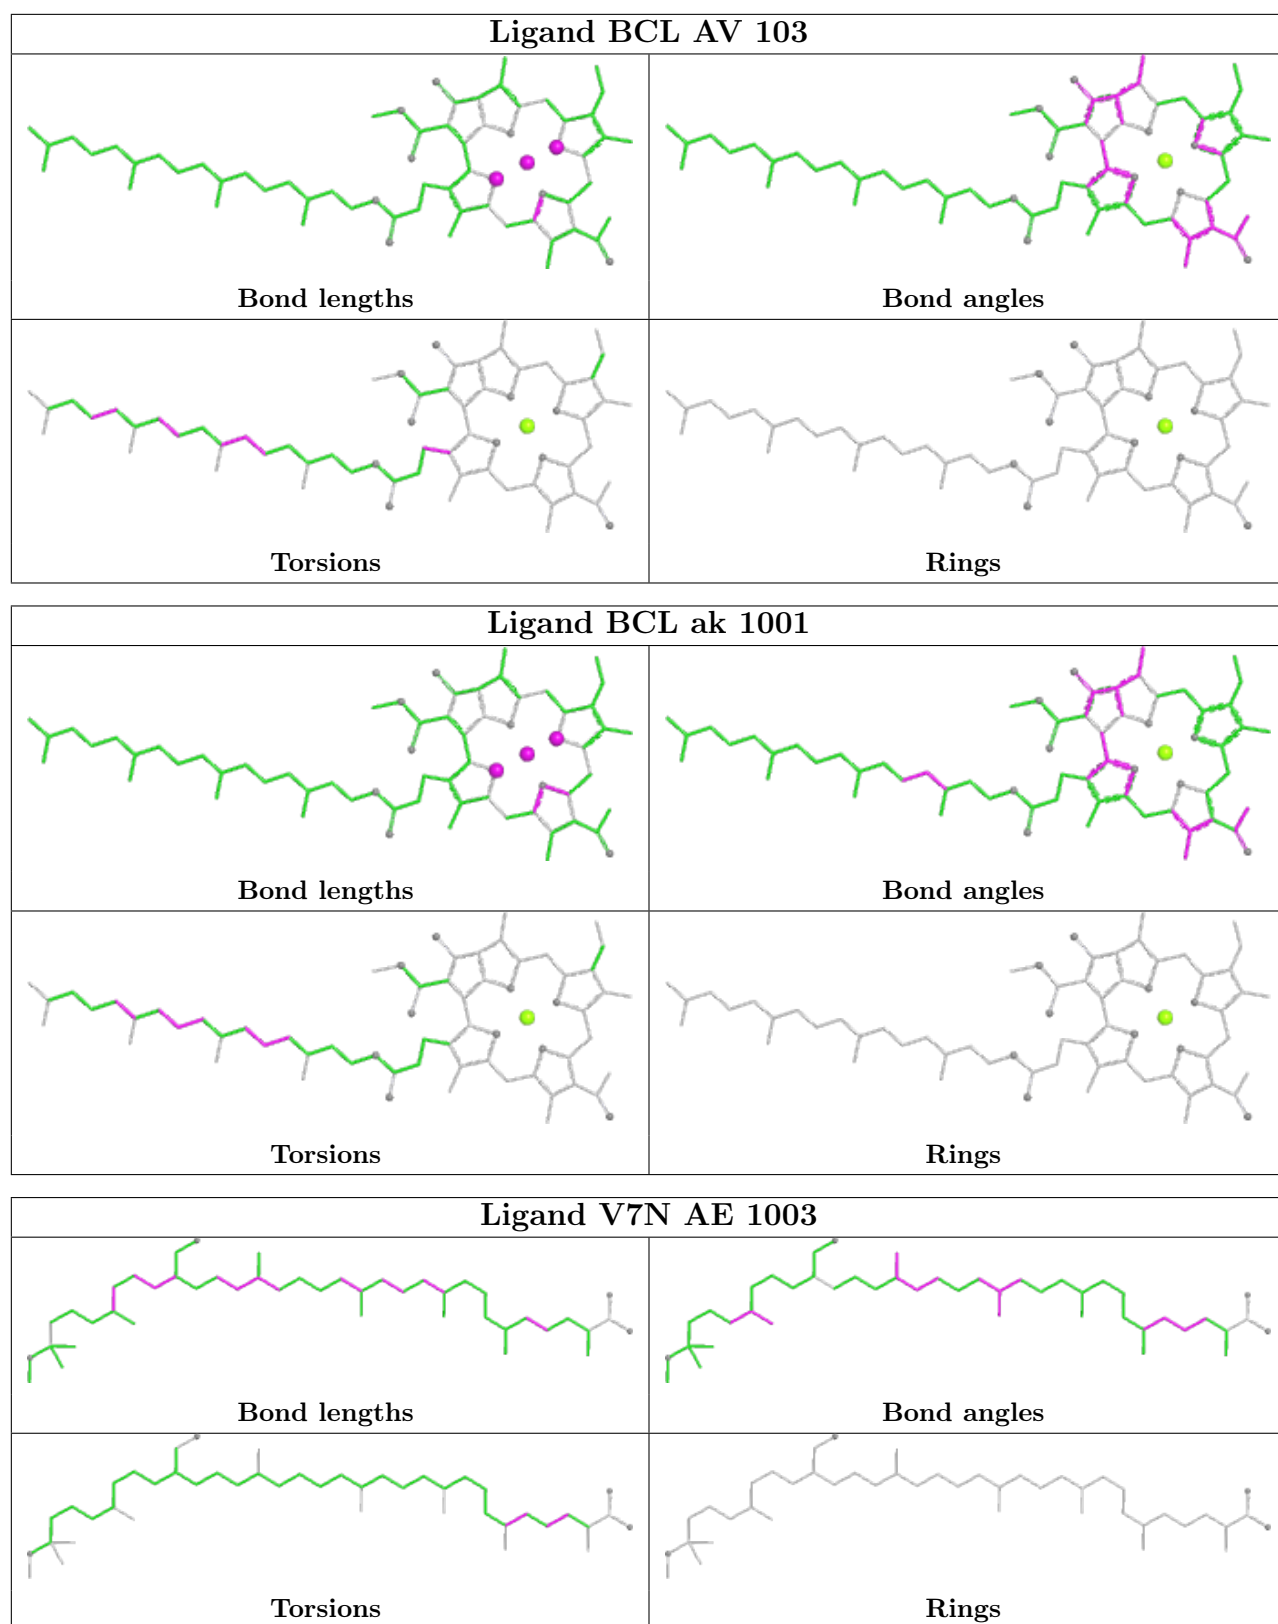 Ligand BCL AV 103
Bond lengths
Bond angles
Torsions
Rings
Ligand BCL ak 1001
Bond lengths
Bond angles
Torsions
Rings
Ligand V7N AE 1003
Bond lengths
Bond angles
Torsions
Rings